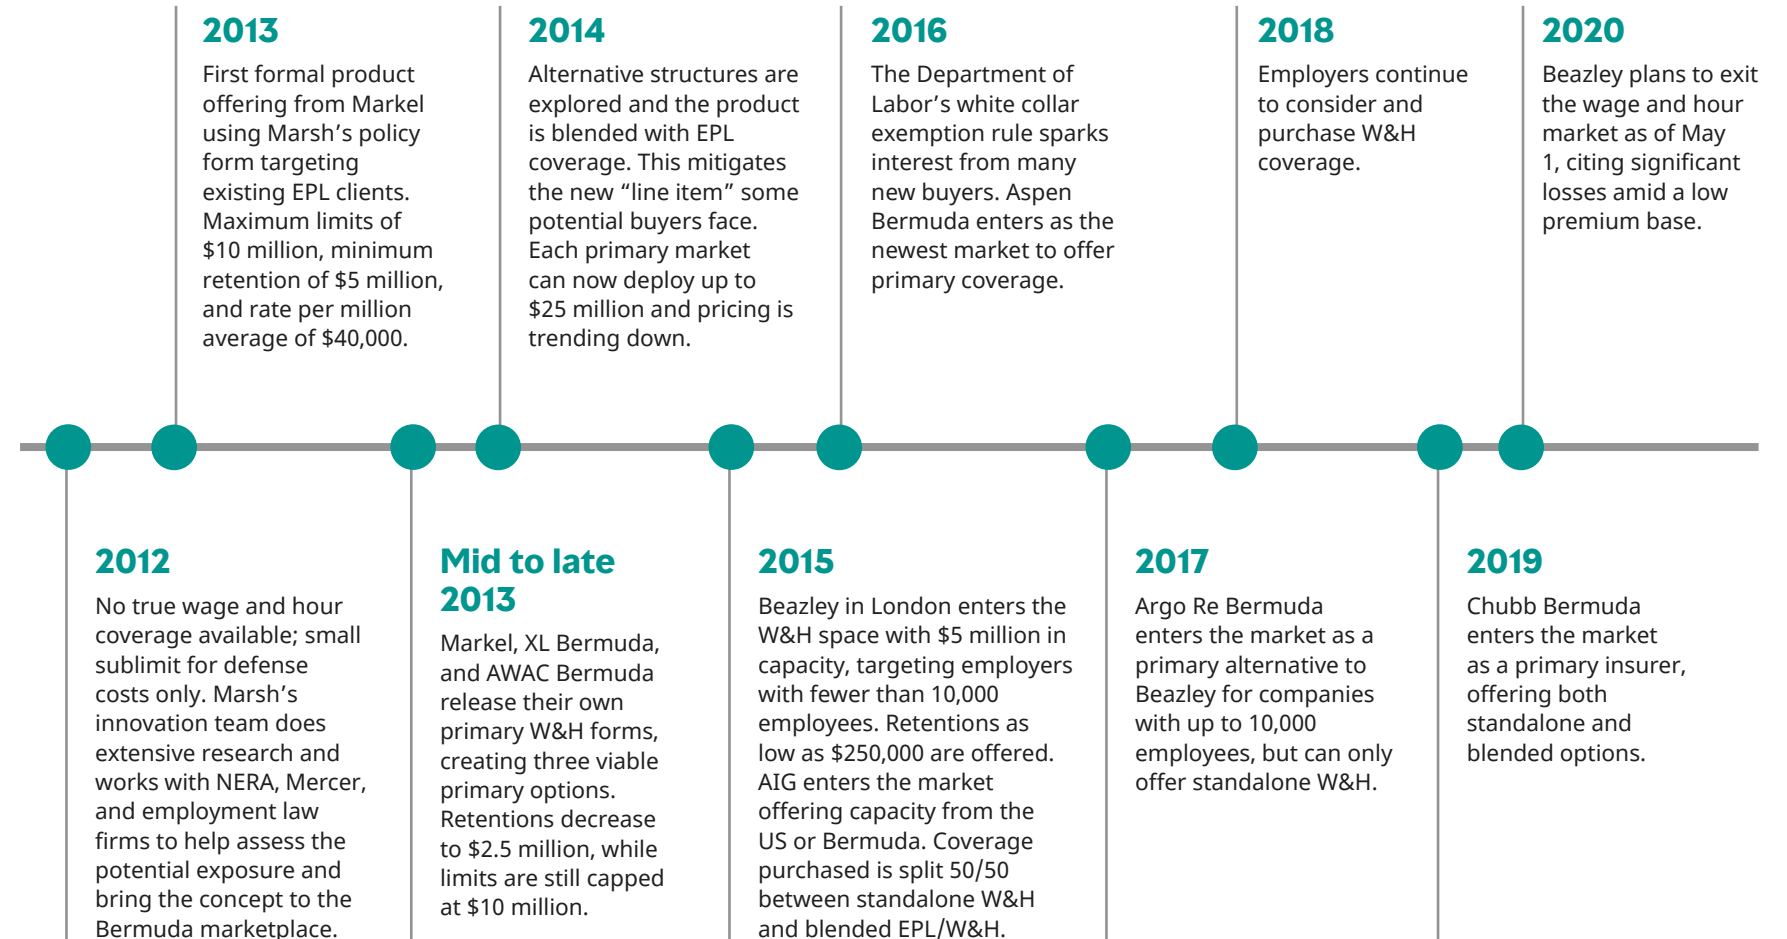 2013
First formal product
offering from Markel
using Marsh’s policy
form targeting
existing EPL clients.
Maximum limits of
$10 million, minimum
retention of $5 million,
and rate per million
average of $40,000.
2014
Alternative structures are
explored and the product
is blended with EPL
coverage. This mitigates
the new “line item” some
potential buyers face.
Each primary market
can now deploy up to
$25 million and pricing is
trending down.
2016
The Department of
Labor’s white collar
exemption rule sparks
interest from many
new buyers. Aspen
Bermuda enters as the
newest market to offer
primary coverage.
2018
Employers continue
to consider and
purchase W&H
coverage.
2020
Beazley plans to exit
the wage and hour
market as of May
1, citing significant
losses amid a low
premium base.
2012
No true wage and hour
coverage available; small
sublimit for defense
costs only. Marsh’s
innovation team does
extensive research and
works with NERA, Mercer,
and employment law
firms to help assess the
potential exposure and
bring the concept to the
Bermuda marketplace.
Mid to late
2013
Markel, XL Bermuda,
and AWAC Bermuda
release their own
primary W&H forms,
creating three viable
primary options.
Retentions decrease
to $2.5 million, while
limits are still capped
at $10 million.
2015
Beazley in London enters the
W&H space with $5 million in
capacity, targeting employers
with fewer than 10,000
employees. Retentions as
low as $250,000 are offered.
AIG enters the market
offering capacity from the
US or Bermuda. Coverage
purchased is split 50/50
between standalone W&H
and blended EPL/W&H.
2017
Argo Re Bermuda
enters the market as a
primary alternative to
Beazley for companies
with up to 10,000
employees, but can only
offer standalone W&H.
2019
Chubb Bermuda
enters the market
as a primary insurer,
offering both
standalone and
blended options.